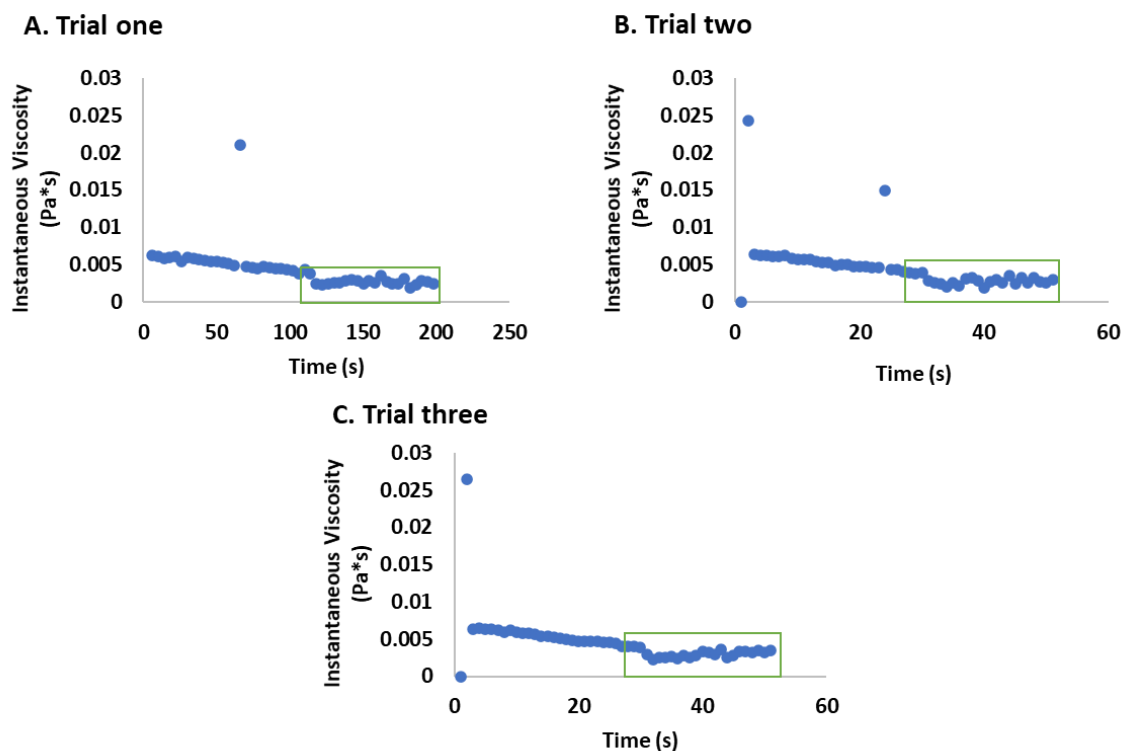 A. Trial one
Instantaneous Viscosity
(Pa*s)
0.03
0.025
0.02
0.015
0.01
0.005
0
0 50 100 150 200 250
Time (s)
B. Trial two
Instantaneous Viscosity
(Pa*s)
0.03
0.025
0.02
0.015
0.01
0.005
0
0 20 40 60
Time (s)
C. Trial three
Instantaneous Viscosity
(Pa*s)
0.03
0.025
0.02
0.015
0.01
0.005
0
0 20 40 60
Time (s)